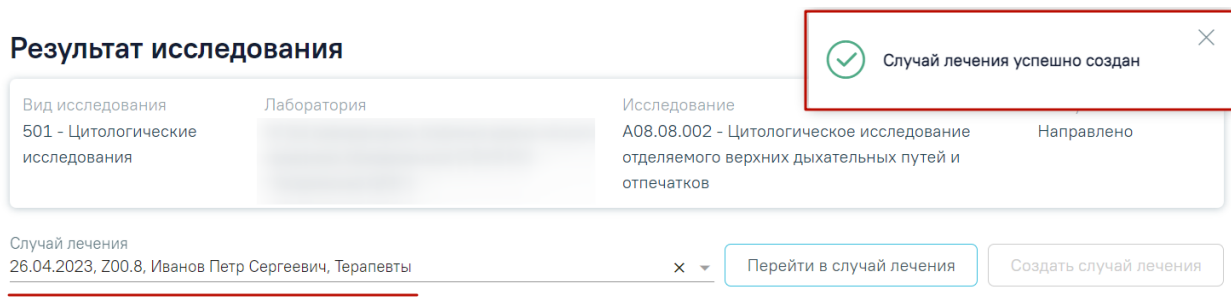 Результат исследования
Случай лечения успешно создан
Вид исследования
501 - Цитологические
исследования
Лаборатория
Исследование
A08.08.002 - Цитологическое исследование
отделяемого верхних дыхательных путей и
отпечатков
Направлено
Случай лечения
26.04.2023, Z00.8, Иванов Петр Сергеевич, Терапевты
Перейти в случай лечения
Создать случай лечения